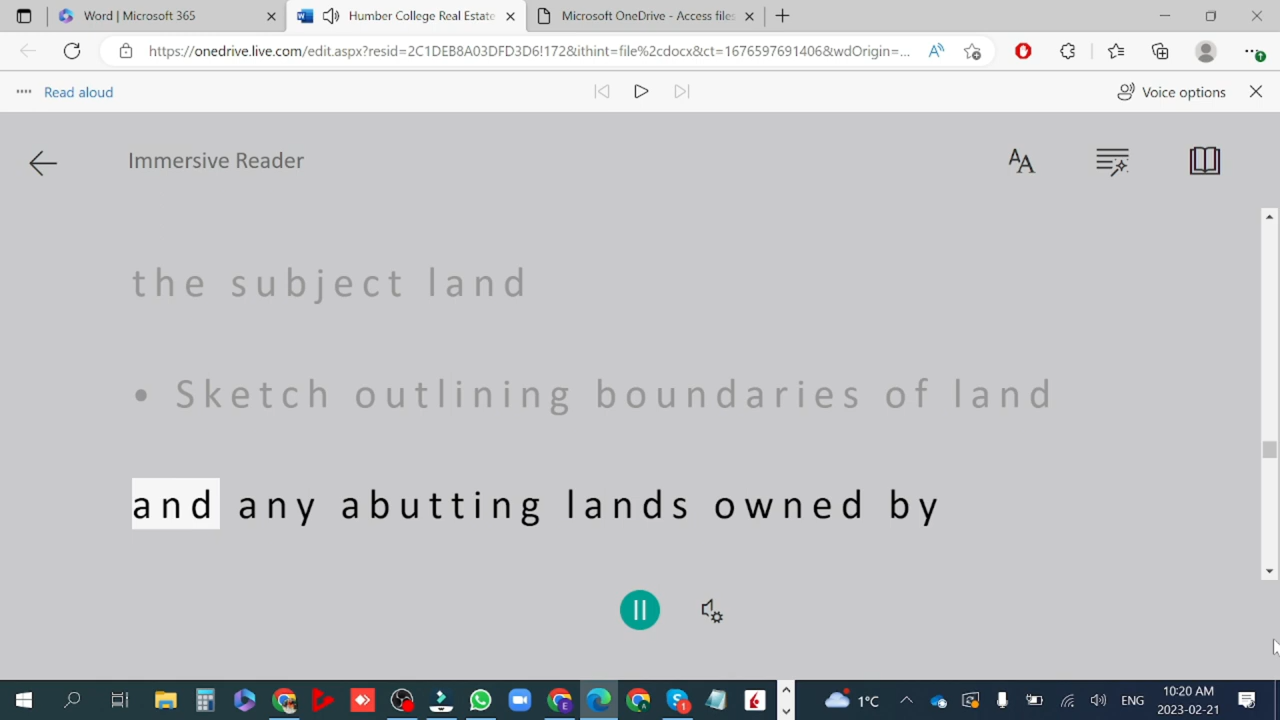 Word | Microsoft 365
Humber College Real Estate
Microsoft OneDrive - Access files
https://onedrive.live.com/edit.aspx?resid=2C1DEB8A03DFD3D6!172&ithint=file%2cdocx&ct=1676597691406&wdOrigin=...
Read aloud
Voice options
Immersive Reader
the subject land
• Sketch outlining boundaries of land
and any abutting lands owned by
1°C
ENG
10:20 AM
2023-02-21